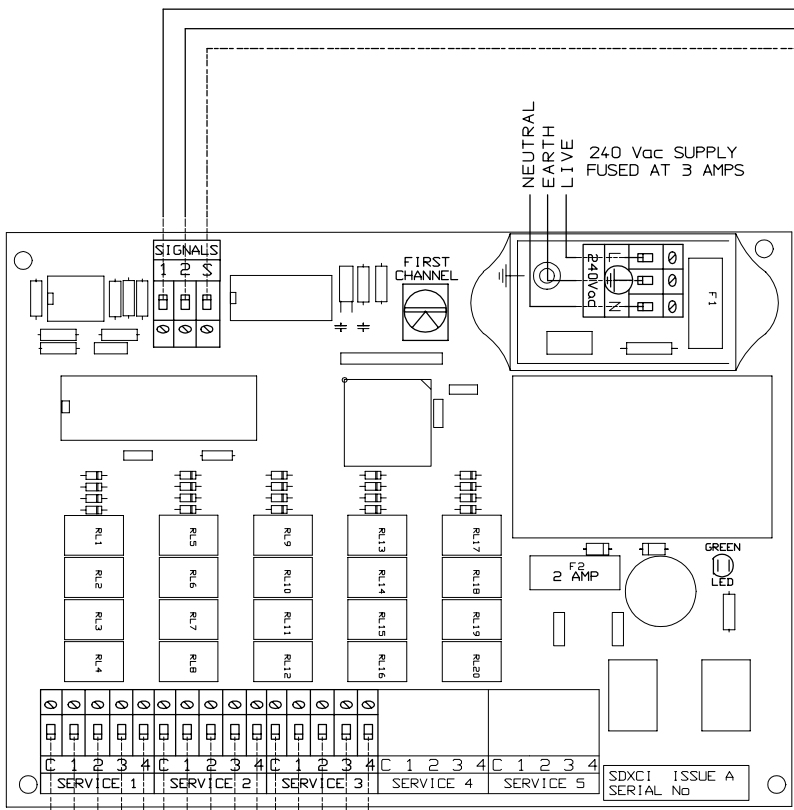 NEUTRAL
EARTH
LIVE
240 Vac SUPPLY
FUSED AT 3 AMPS
SIGNALS
1 2 S
FIRST
CHANNEL
240Vac
L
N
F1
RL1 RL5 RL9 RL13 RL17
RL2 RL6 RL10 RL14 RL18
RL3 RL7 RL11 RL15 RL19
RL4 RL8 RL12 RL16 RL20
F2
2 AMP
GREEN
LED
C 1 2 3 4 C 1 2 3 4 C 1 2 3 4 C 1 2 3 4 C 1 2 3 4
SERVICE 1 SERVICE 2 SERVICE 3 SERVICE 4 SERVICE 5
SDXCI ISSUE A
SERIAL No